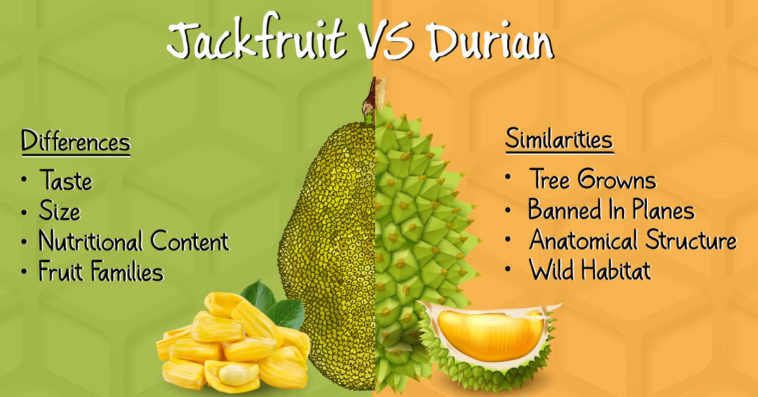 Jackfruit VS Durian
Differences
• Taste
• Size
• Nutritional Content
• Fruit Families
Similarities
• Tree Growns
• Banned In Planes
• Anatomical Structure
• Wild Habitat